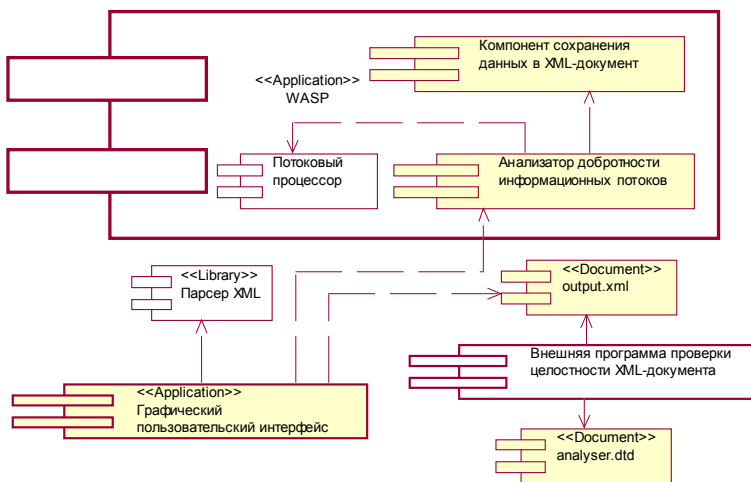 Компонент сохранения
данных в XML-документ
<<Application>>
WASP
Потоковый
процессор
Анализатор добротности
информационных потоков
<<Library>>
Парсер XML
<<Document>>
output.xml
Внешняя программа проверки
целостности XML-документа
<<Application>>
Графический
пользовательский интерфейс
<<Document>>
analyser.dtd